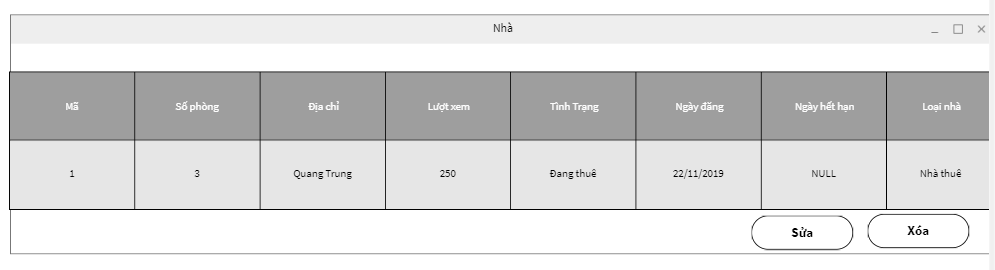 Nhà
Mã Số phòng Địa chỉ Lượt xem Tình Trạng Ngày đăng Ngày hết hạn Loại nhà
1 3 Quang Trung 250 Đang thuê 22/11/2019 NULL Nhà thuê
Sửa Xóa